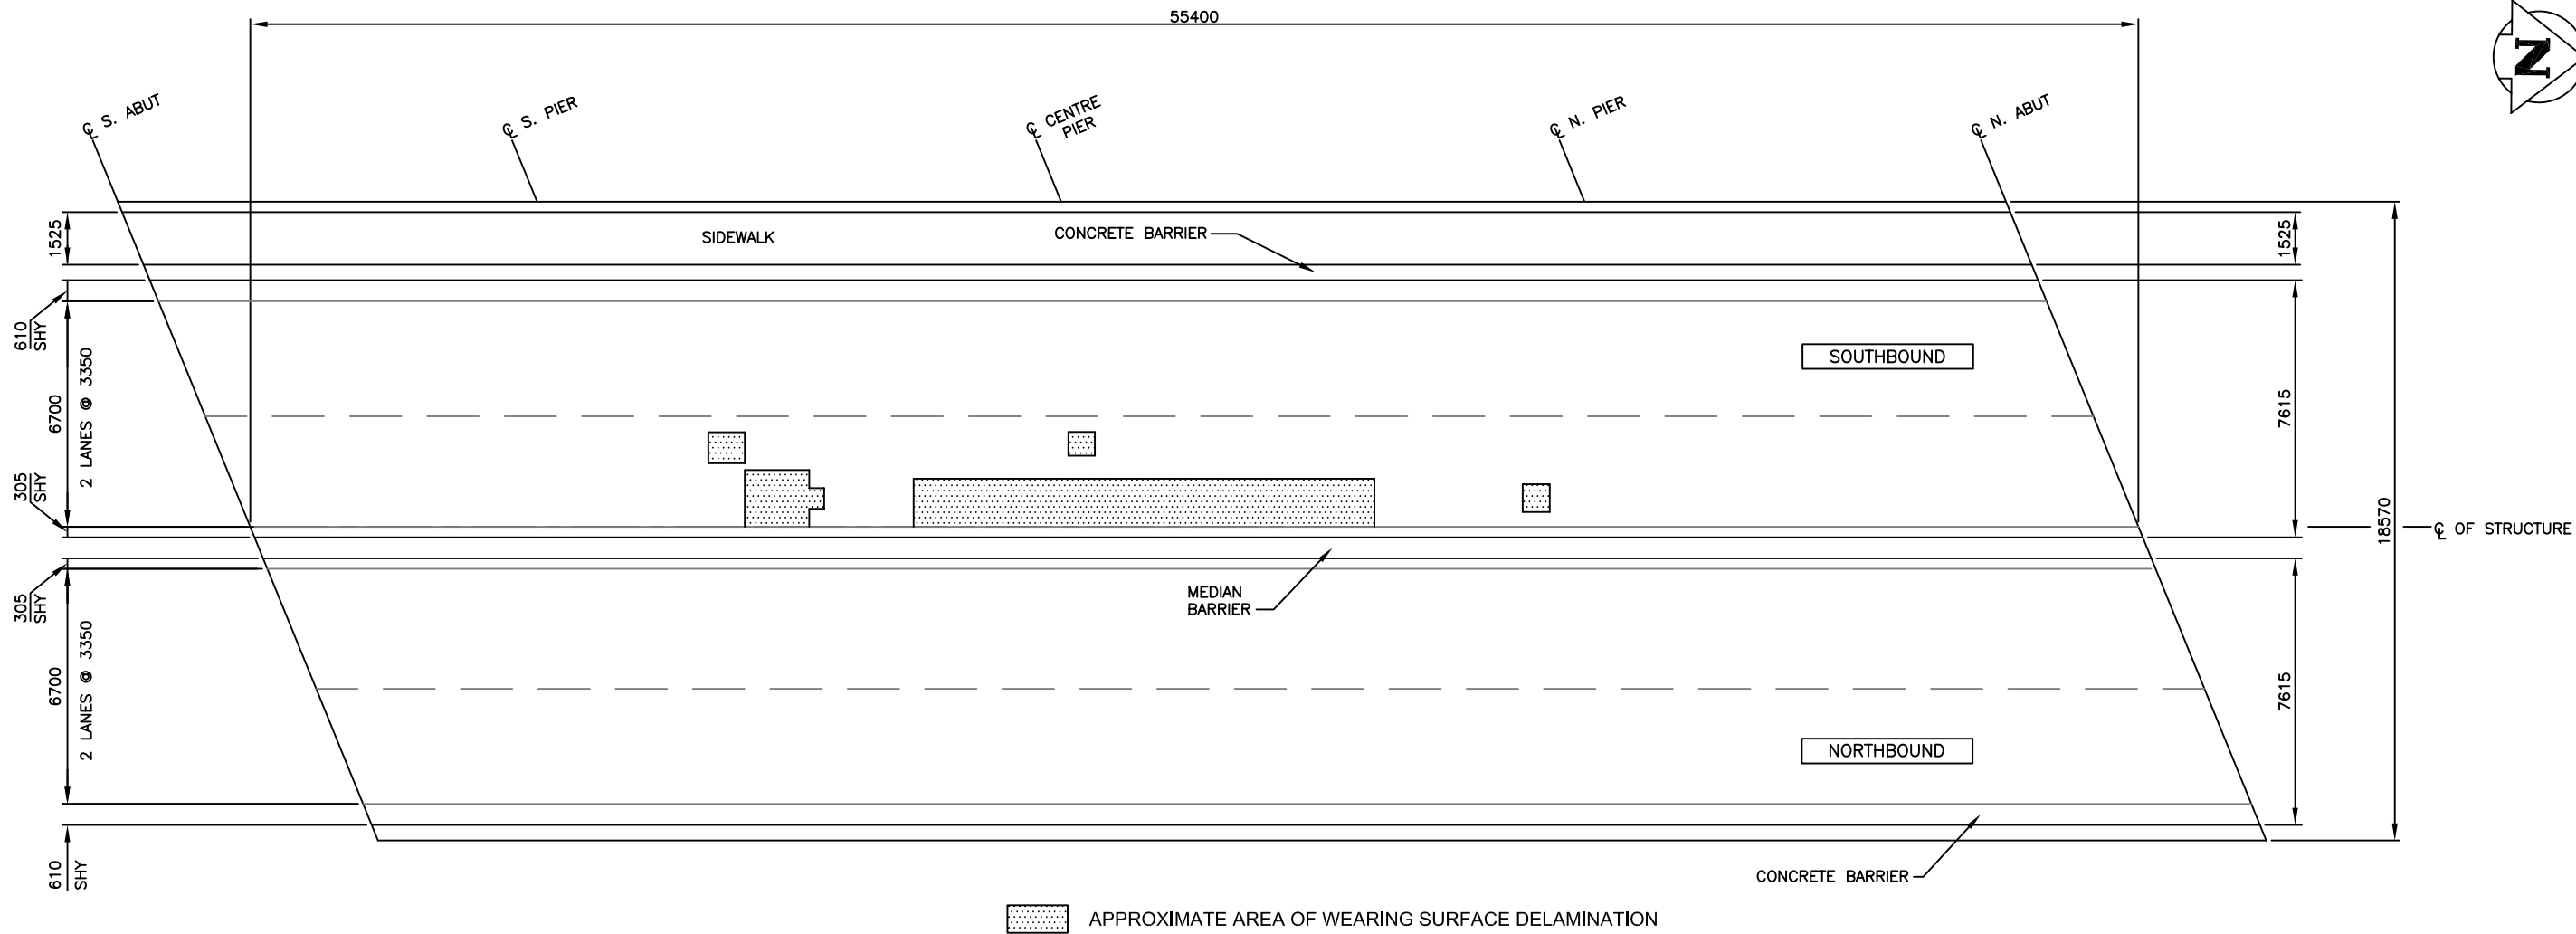 55400
N
℄ S. ABUT
℄ S. PIER
℄ CENTRE
PIER
℄ N. PIER
℄ N. ABUT
1525
SIDEWALK
CONCRETE BARRIER
1525
610
SHY
6700
2 LANES @ 3350
SOUTHBOUND
7615
305
SHY
18570
℄ OF STRUCTURE
305
SHY
MEDIAN
BARRIER
6700
2 LANES @ 3350
7615
NORTHBOUND
610
SHY
CONCRETE BARRIER
APPROXIMATE AREA OF WEARING SURFACE DELAMINATION